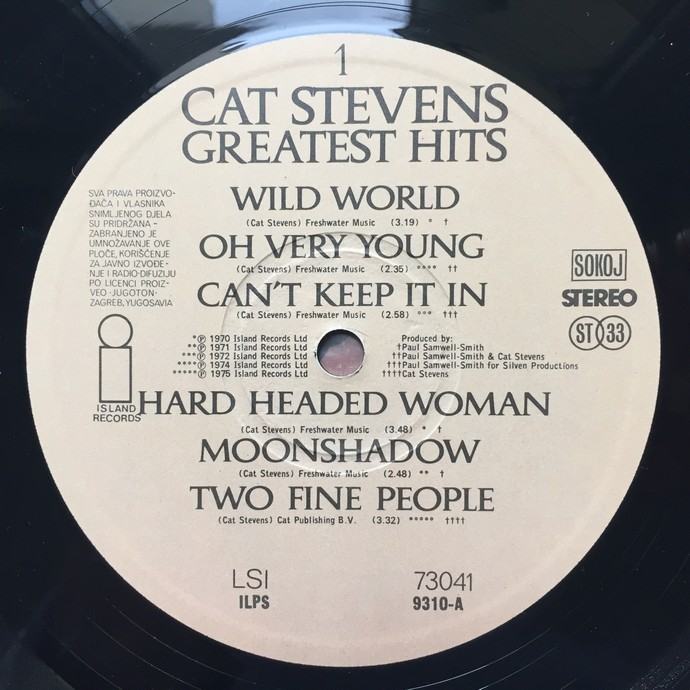 1
CAT STEVENS
GREATEST HITS
WILD WORLD
(Cat Stevens) Freshwater Music (3.19) * †
OH VERY YOUNG
(Cat Stevens) Freshwater Music (2.35) **** ††
CAN'T KEEP IT IN
(Cat Stevens) Freshwater Music (2.58) *** †††
SVA PRAVA PROIZVO-
ĐAČA I VLASNIKA
SNIMLJENOG DJELA
SU PRIDRŽANA –
ZABRANJENO JE
UMNOŽAVANJE OVE
PLOČE, KORIŠĆENJE
ZA JAVNO IZVOĐE-
NJE I RADIO-DIFUZIJU
PO LICENCI PROIZ-
VEO ·JUGOTON·
ZAGREB, YUGOSAVIA
SOKOJ
STEREO
ST 33
*℗ 1970 Island Records Ltd
**℗ 1971 Island Records Ltd
***℗ 1972 Island Records Ltd
****℗ 1974 Island Records Ltd
*****℗ 1975 Island Records Ltd
Produced by:
†Paul Samwell-Smith
††Paul Samwell-Smith & Cat Stevens
†††Paul Samwell-Smith for Silven Productions
††††Cat Stevens
ISLAND
RECORDS
HARD HEADED WOMAN
(Cat Stevens) Freshwater Music (3.48) * †
MOONSHADOW
(Cat Stevens) Freshwater Music (2.48) ** †
TWO FINE PEOPLE
(Cat Stevens) Cat Publishing B.V. (3.32) ***** ††††
LSI 73041
ILPS 9310-A